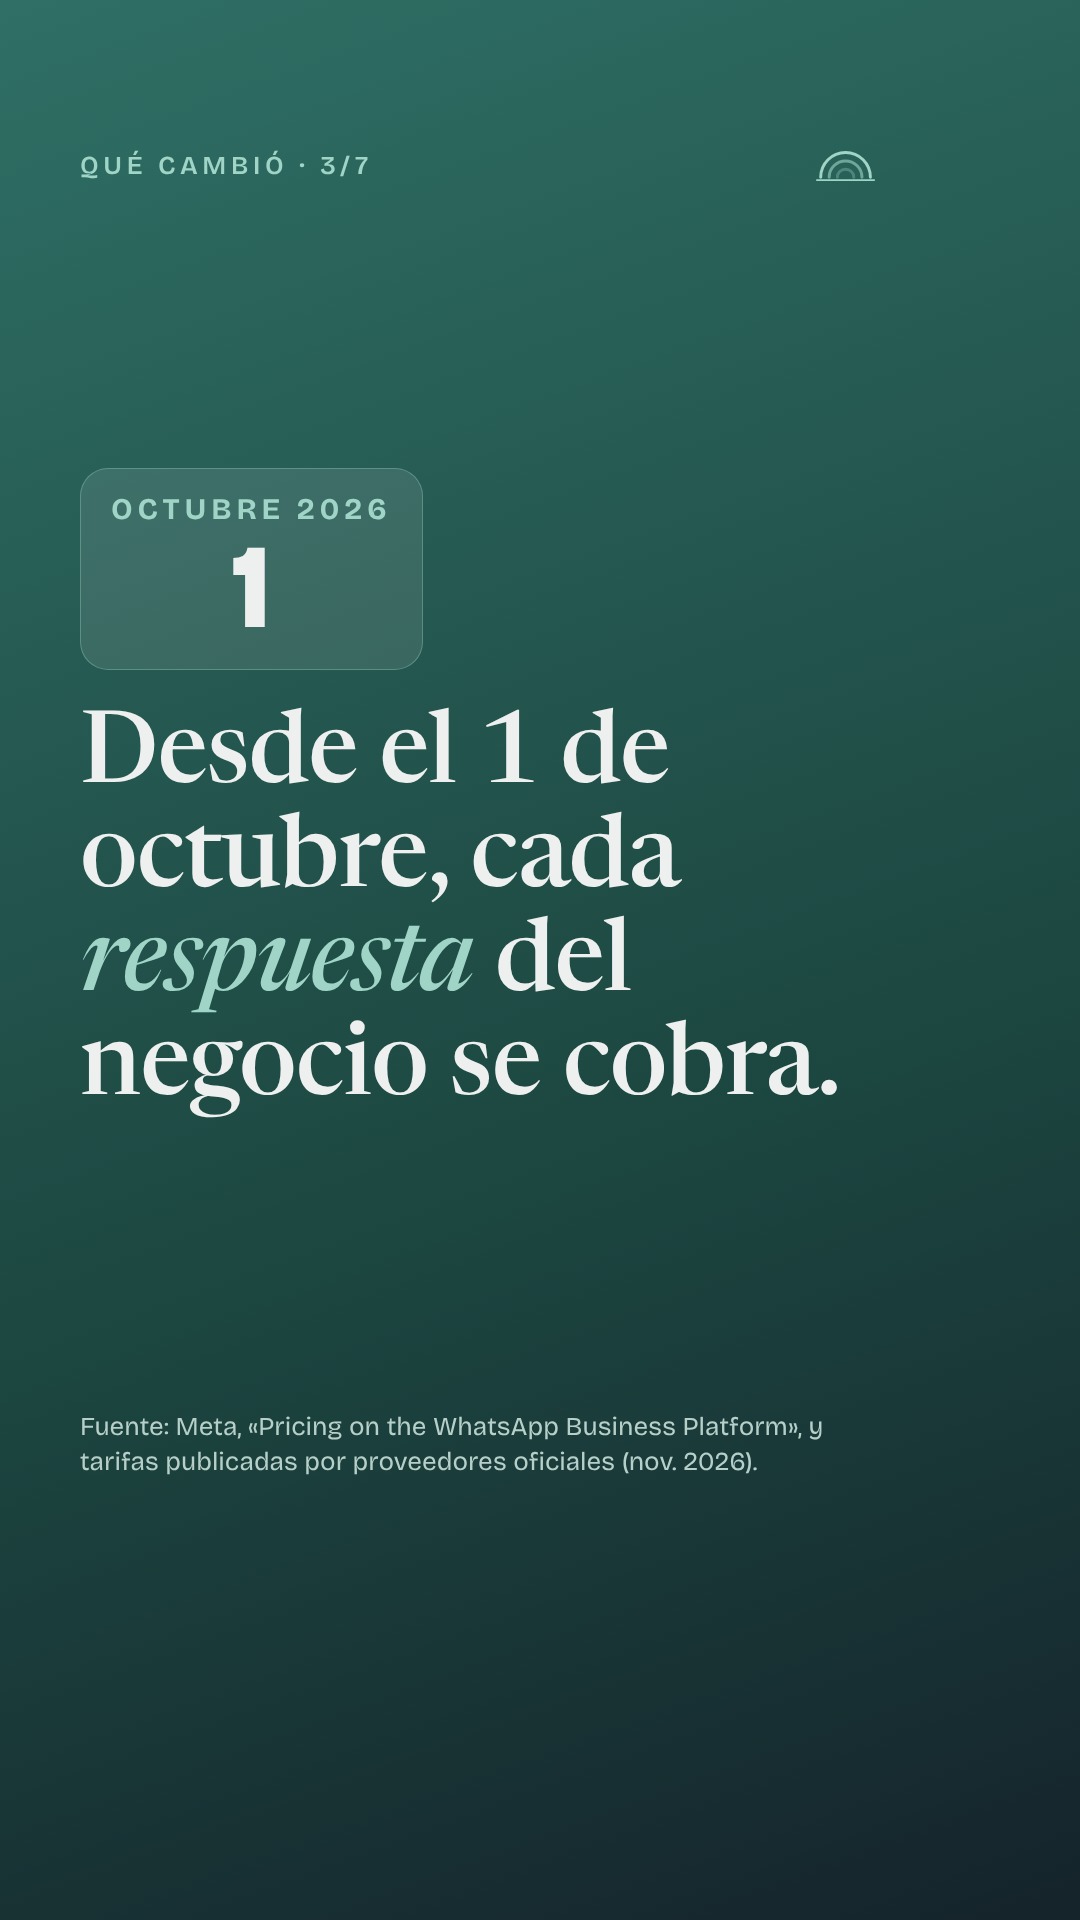 QUÉ CAMBIÓ · 3/7
OCTUBRE 2026
1
Desde el 1 de
octubre, cada
respuesta del
negocio se cobra.
Fuente: Meta, «Pricing on the WhatsApp Business Platform», y
tarifas publicadas por proveedores oficiales (nov. 2026).